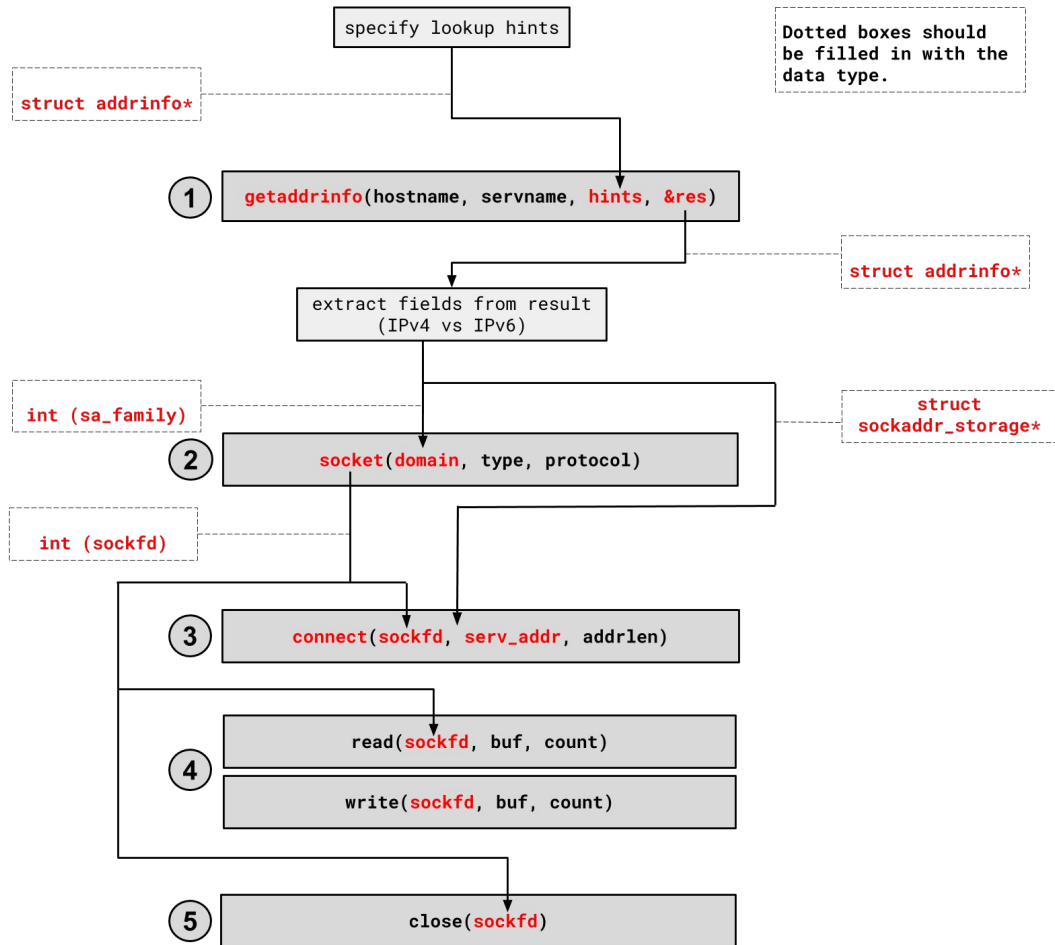 specify lookup hints
Dotted boxes should
be filled in with the
data type.
struct addrinfo*
1
getaddrinfo(hostname, servname, hints, &res)
struct addrinfo*
extract fields from result
(IPv4 vs IPv6)
int (sa_family)
struct
sockaddr_storage*
2
socket(domain, type, protocol)
int (sockfd)
3
connect(sockfd, serv_addr, addrlen)
read(sockfd, buf, count)
4
write(sockfd, buf, count)
5
close(sockfd)